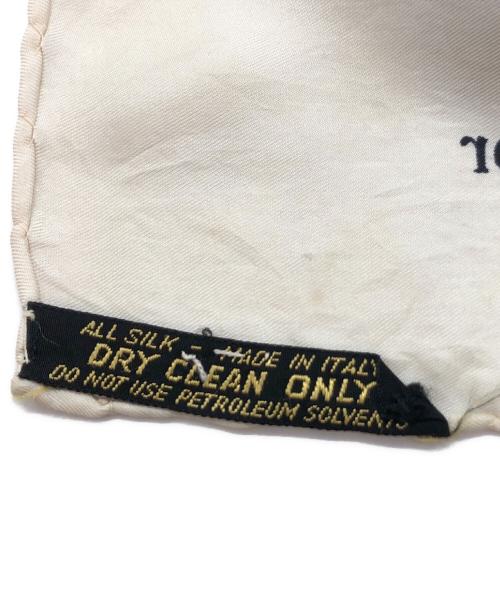 ALL SILK - MADE IN ITALY
DRY CLEAN ONLY
DO NOT USE PETROLEUM SOLVENTS